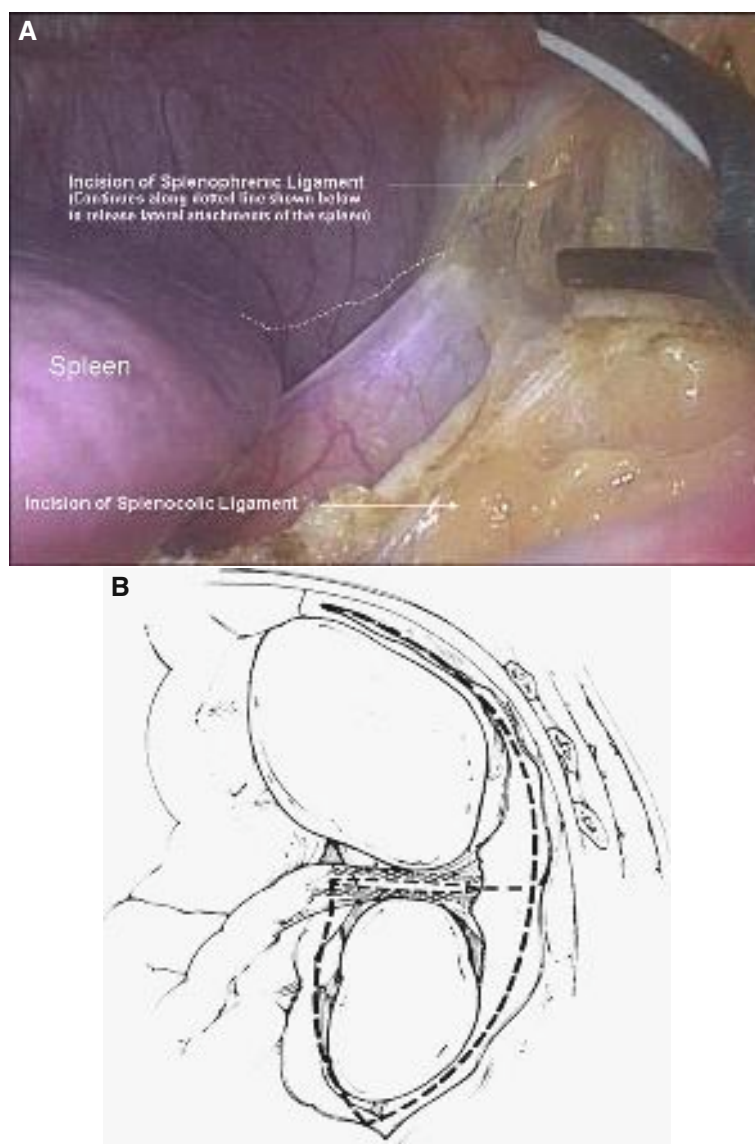 A
Incision of Splenophrenic Ligament
(Continues along dotted line shown below
to release lateral attachments of the spleen)
Spleen
Incision of Splenocolic Ligament
B